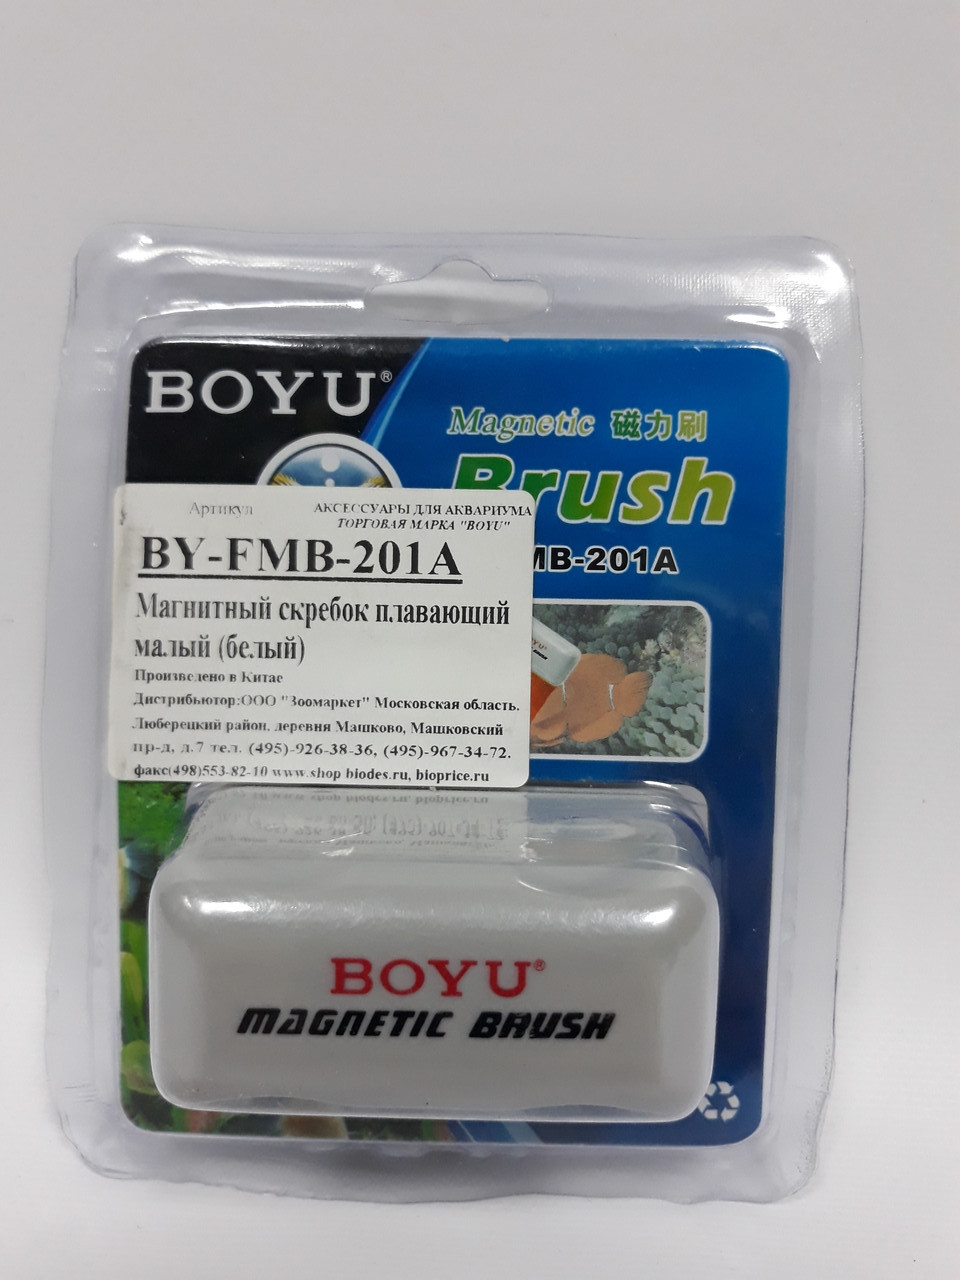 BOYU®
Magnetic 磁力刷
Brush
MB-201A
Артикул
АКСЕССУАРЫ ДЛЯ АКВАРИУМА
ТОРГОВАЯ МАРКА "BOYU"
BY-FMB-201A
Магнитный скребок плавающий
малый (белый)
Произведено в Китае
Дистрибьютор:ООО "Зоомаркет" Московская область.
Люберецкий район, деревня Машково, Машковский
пр-д, д.7 тел. (495)-926-38-36, (495)-967-34-72.
факс(498)553-82-10 www.shop biodes.ru, bioprice.ru
BOYU®
MAGNETIC BRUSH